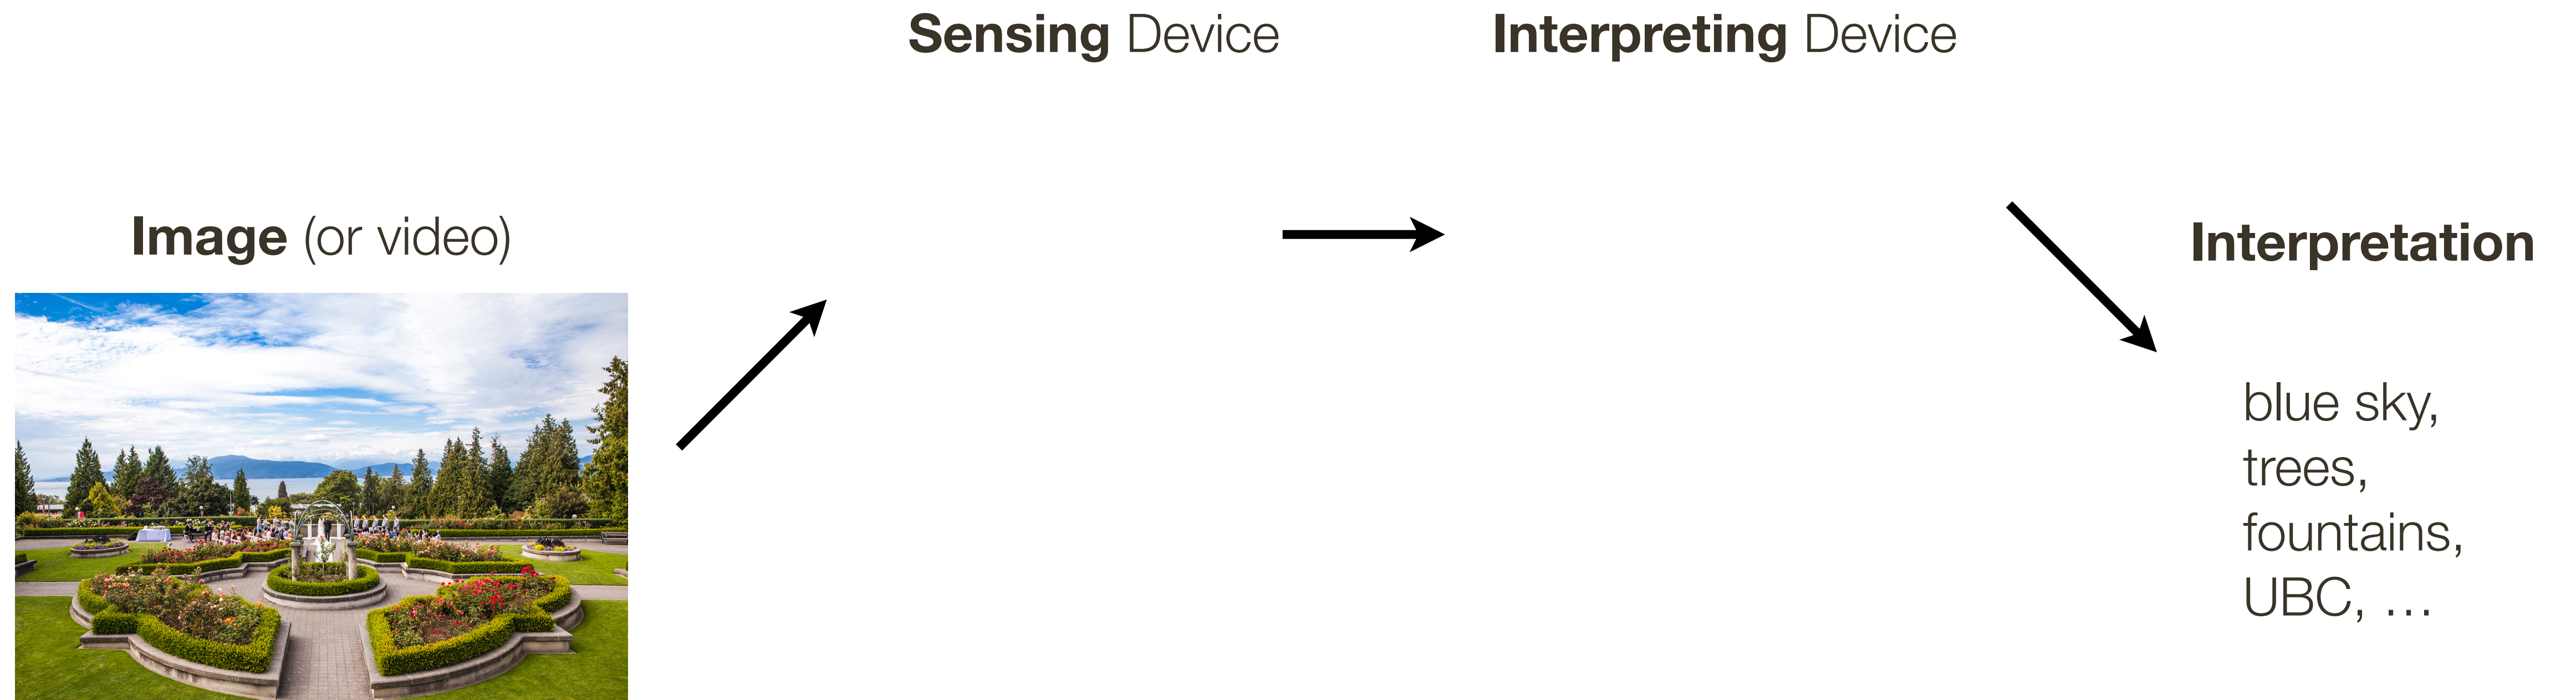 Sensing Device
Interpreting Device
Image (or video)
Interpretation
blue sky,
trees,
fountains,
UBC, …